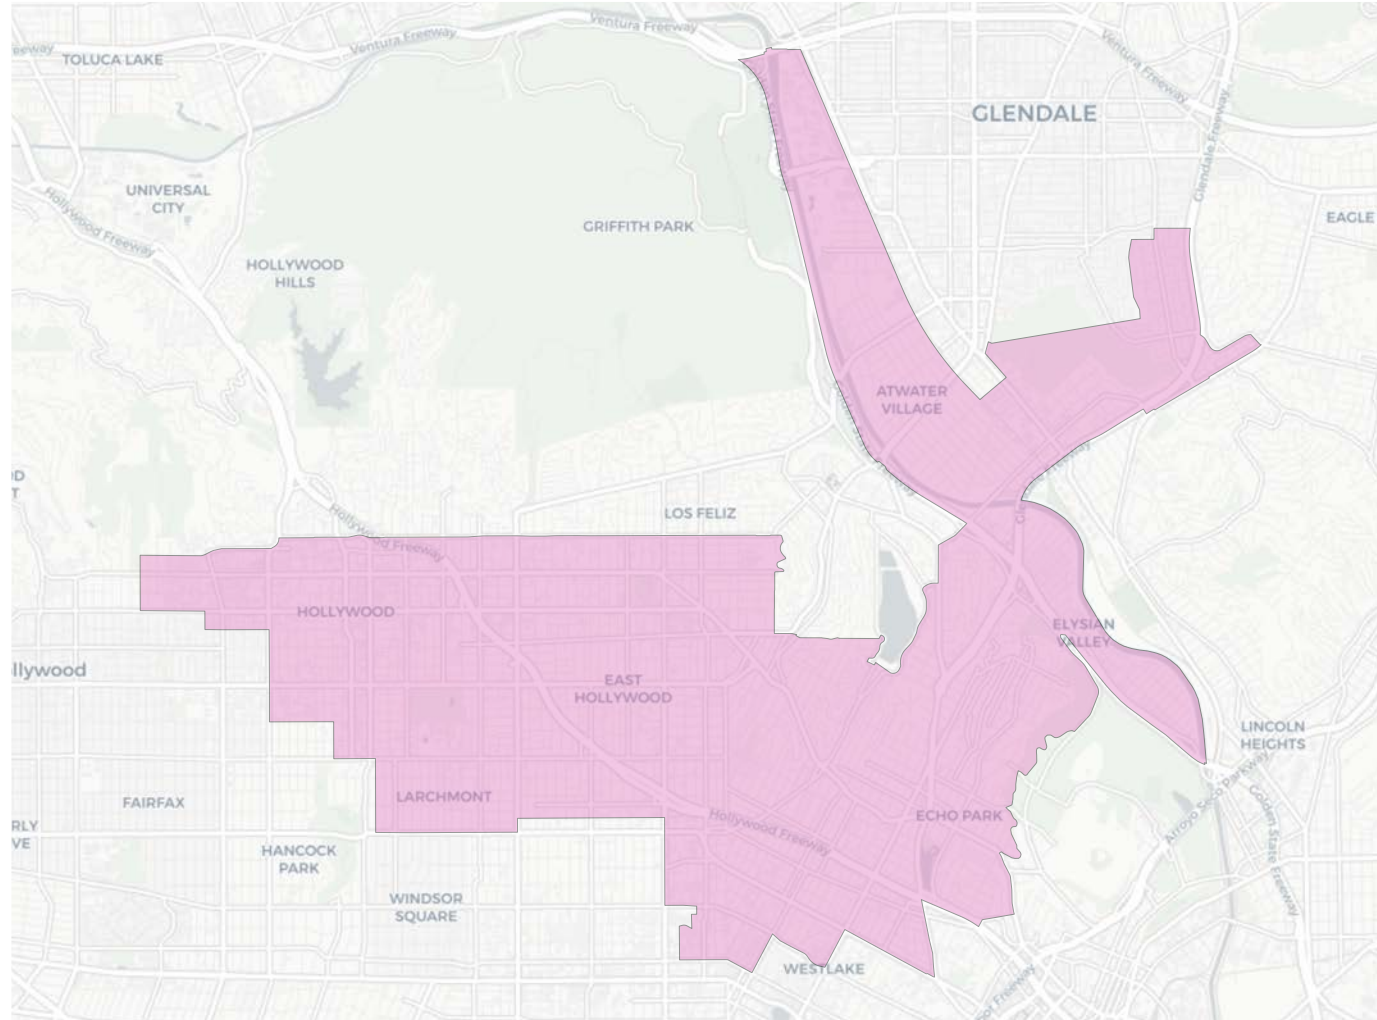 Ventura Freeway
eeway
Ventura Freeway
Ventura Freeway
TOLUCA LAKE
GLENDALE
Glendale Freeway
UNIVERSAL
CITY
Hollywood Freeway
GRIFFITH PARK
EAGLE
HOLLYWOOD
HILLS
ATWATER
VILLAGE
LOS FELIZ
Hollywood Freeway
HOLLYWOOD
ELYSIAN
VALLEY
llywood
EAST
HOLLYWOOD
LINCOLN
HEIGHTS
FAIRFAX
LARCHMONT
ECHO PARK
Hollywood Freeway
Arroyo Seco Parkway
Golden State Freeway
RLY
VE
HANCOCK
PARK
WINDSOR
SQUARE
WESTLAKE